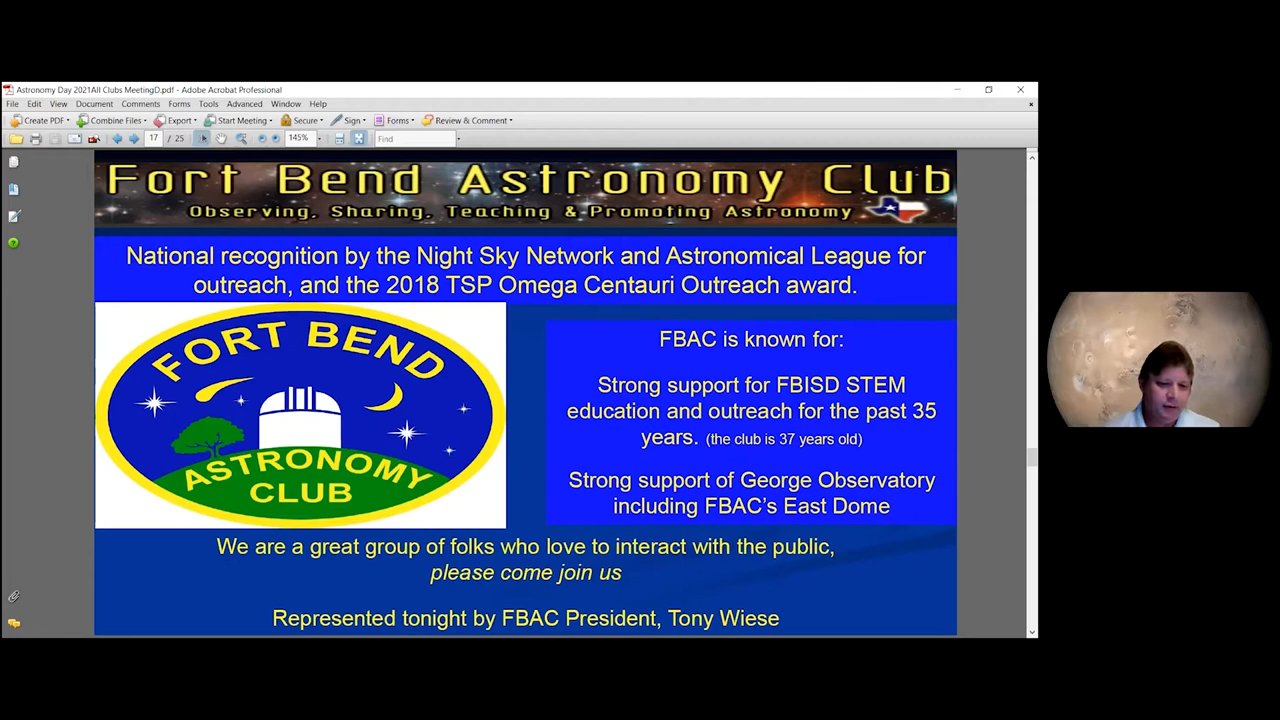 Astronomy Day 2021All Clubs MeetingD.pdf - Adobe Acrobat Professional
File Edit View Document Comments Forms Tools Advanced Window Help
Create PDF Combine Files Export Start Meeting Secure Sign Forms Review & Comment
17 / 25 145% Find
Fort Bend Astronomy Club
Observing, Sharing, Teaching & Promoting Astronomy
National recognition by the Night Sky Network and Astronomical League for
outreach, and the 2018 TSP Omega Centauri Outreach award.
FORT BEND
ASTRONOMY
CLUB
FBAC is known for:
Strong support for FBISD STEM
education and outreach for the past 35
years. (the club is 37 years old)
Strong support of George Observatory
including FBAC's East Dome
We are a great group of folks who love to interact with the public,
please come join us
Represented tonight by FBAC President, Tony Wiese